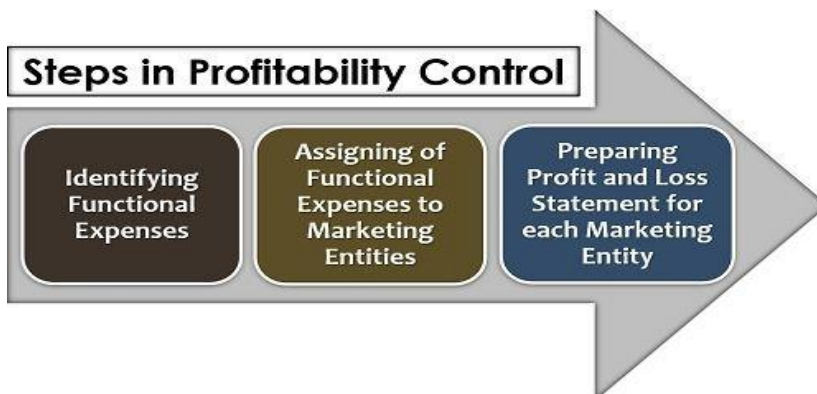 Steps in Profitability Control
Identifying
Functional
Expenses
Assigning of
Functional
Expenses to
Marketing
Entities
Preparing
Profit and Loss
Statement for
each Marketing
Entity